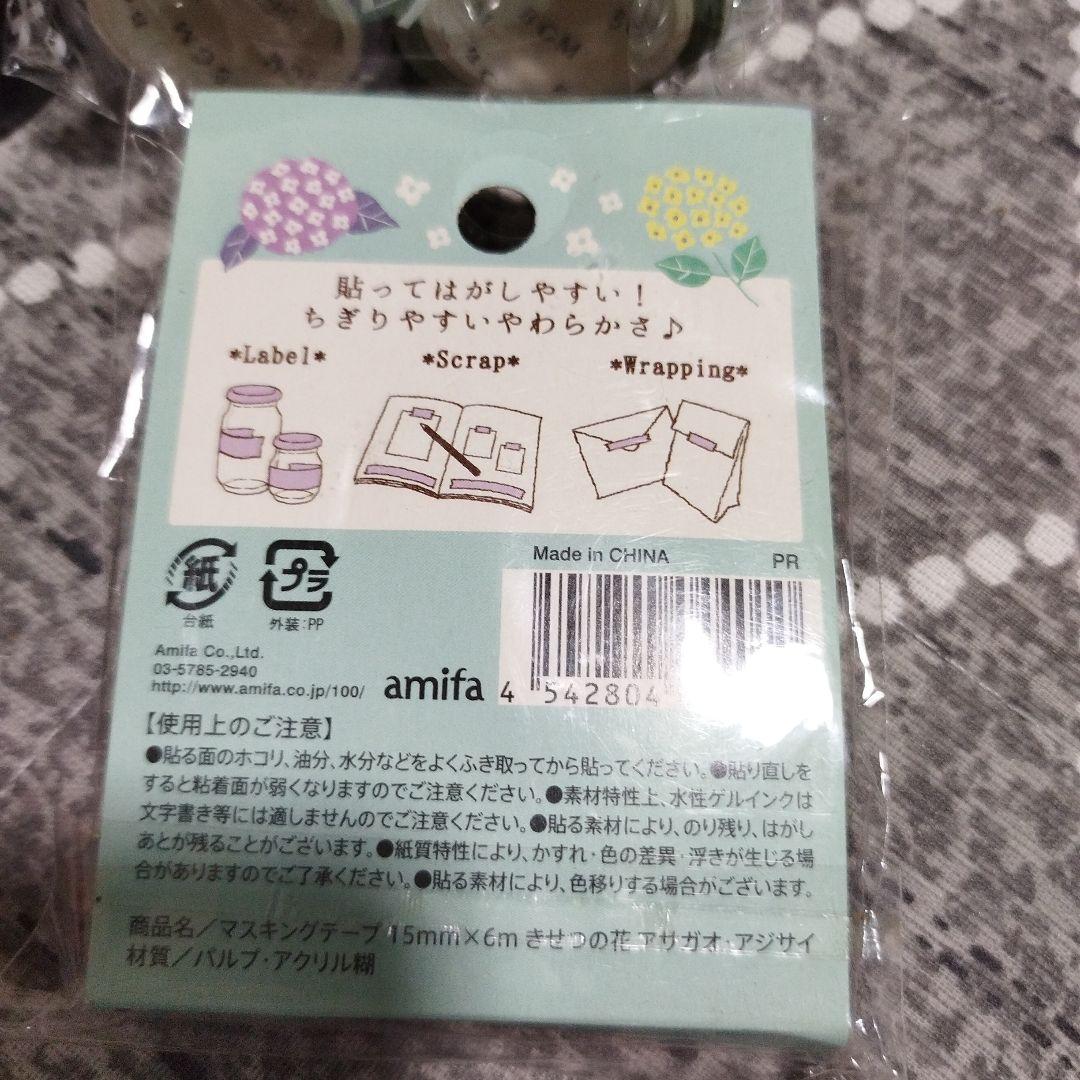 貼ってはがしやすい！
ちぎりやすいやわらかさ♪
*Label* *Scrap* *Wrapping*
紙
プラ
台紙 外装:PP
Made in CHINA PR
Amifa Co.,Ltd.
03-5785-2940
http://www.amifa.co.jp/100/
amifa
4 542804
【使用上のご注意】
●貼る面のホコリ、油分、水分などをよくふき取ってから貼ってください。●貼り直しを
すると粘着面が弱くなりますのでご注意ください。●素材特性上、水性ゲルインクは
文字書き等には適しませんのでご注意ください。●貼る素材により、のり残り、はがし
あとが残ることがございます。●紙質特性により、かすれ・色の差異・浮きが生じる場
合がありますのでご了承ください。●貼る素材により、色移りする場合がございます。
商品名／マスキングテープ 15mm×6m きせつの花 アサガオ・アジサイ
材質／パルプ・アクリル糊